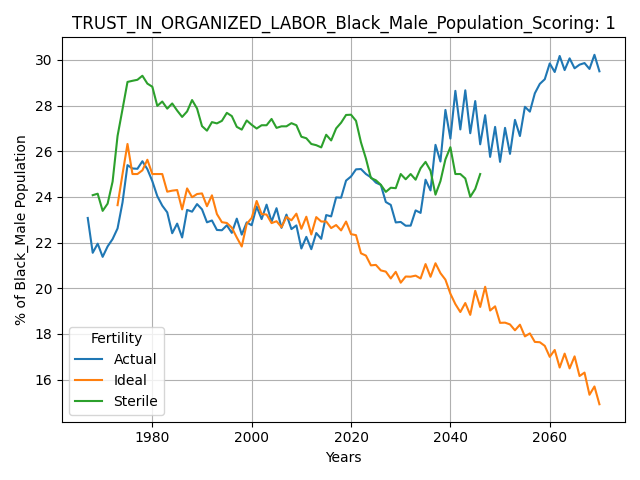 TRUST_IN_ORGANIZED_LABOR_Black_Male_Population_Scoring: 1
% of Black_Male Population
30
28
26
24
22
20
18
16
Fertility
Actual
Ideal
Sterile
1980 2000 2020 2040 2060
Years